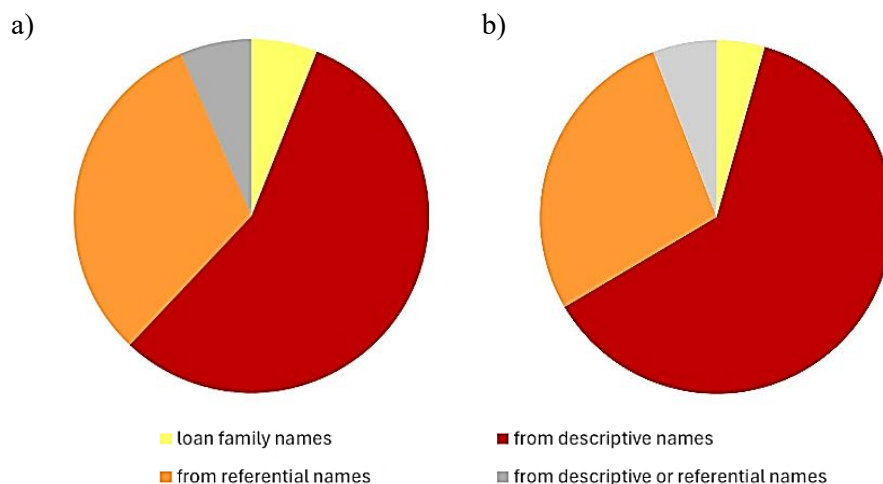 a)
b)
loan family names
from descriptive names
from referential names
from descriptive or referential names